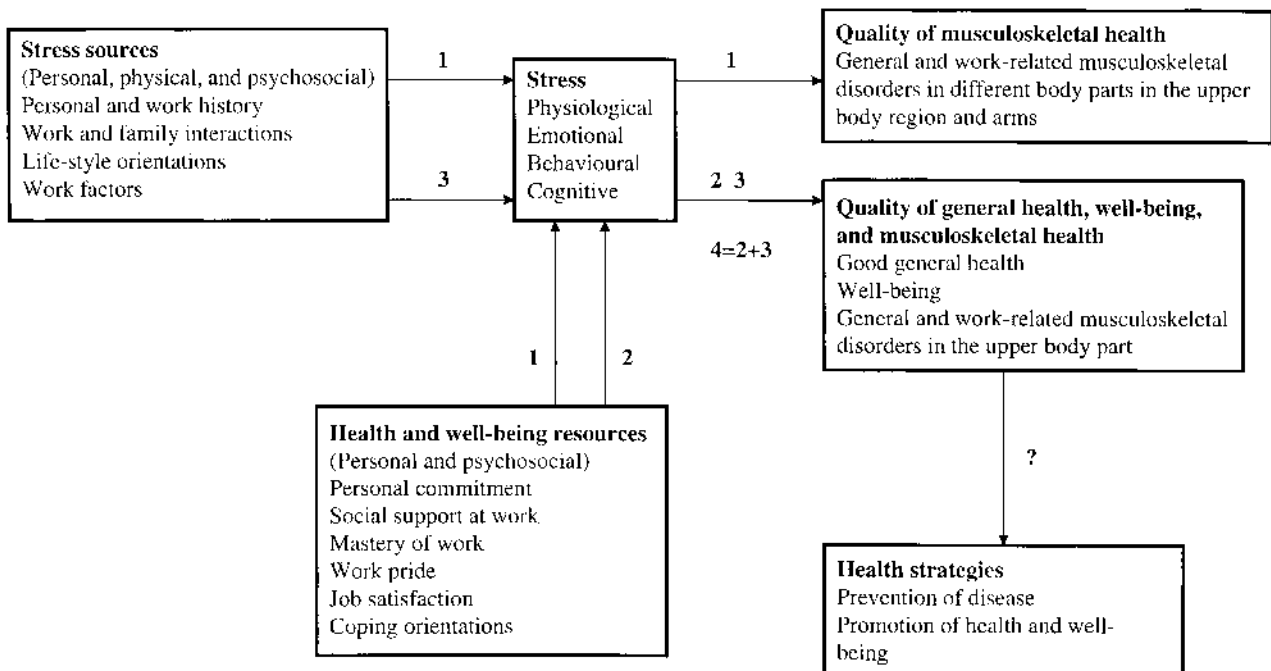 Stress sources
(Personal, physical, and psychosocial)
Personal and work history
Work and family interactions
Life-style orientations
Work factors
1
3
Stress
Physiological
Emotional
Behavioural
Cognitive
1
2 3
4=2+3
Quality of musculoskeletal health
General and work-related musculoskeletal
disorders in different body parts in the upper
body region and arms
Quality of general health, well-being,
and musculoskeletal health
Good general health
Well-being
General and work-related musculoskeletal
disorders in the upper body part
1
2
Health and well-being resources
(Personal and psychosocial)
Personal commitment
Social support at work
Mastery of work
Work pride
Job satisfaction
Coping orientations
?
Health strategies
Prevention of disease
Promotion of health and well-
being